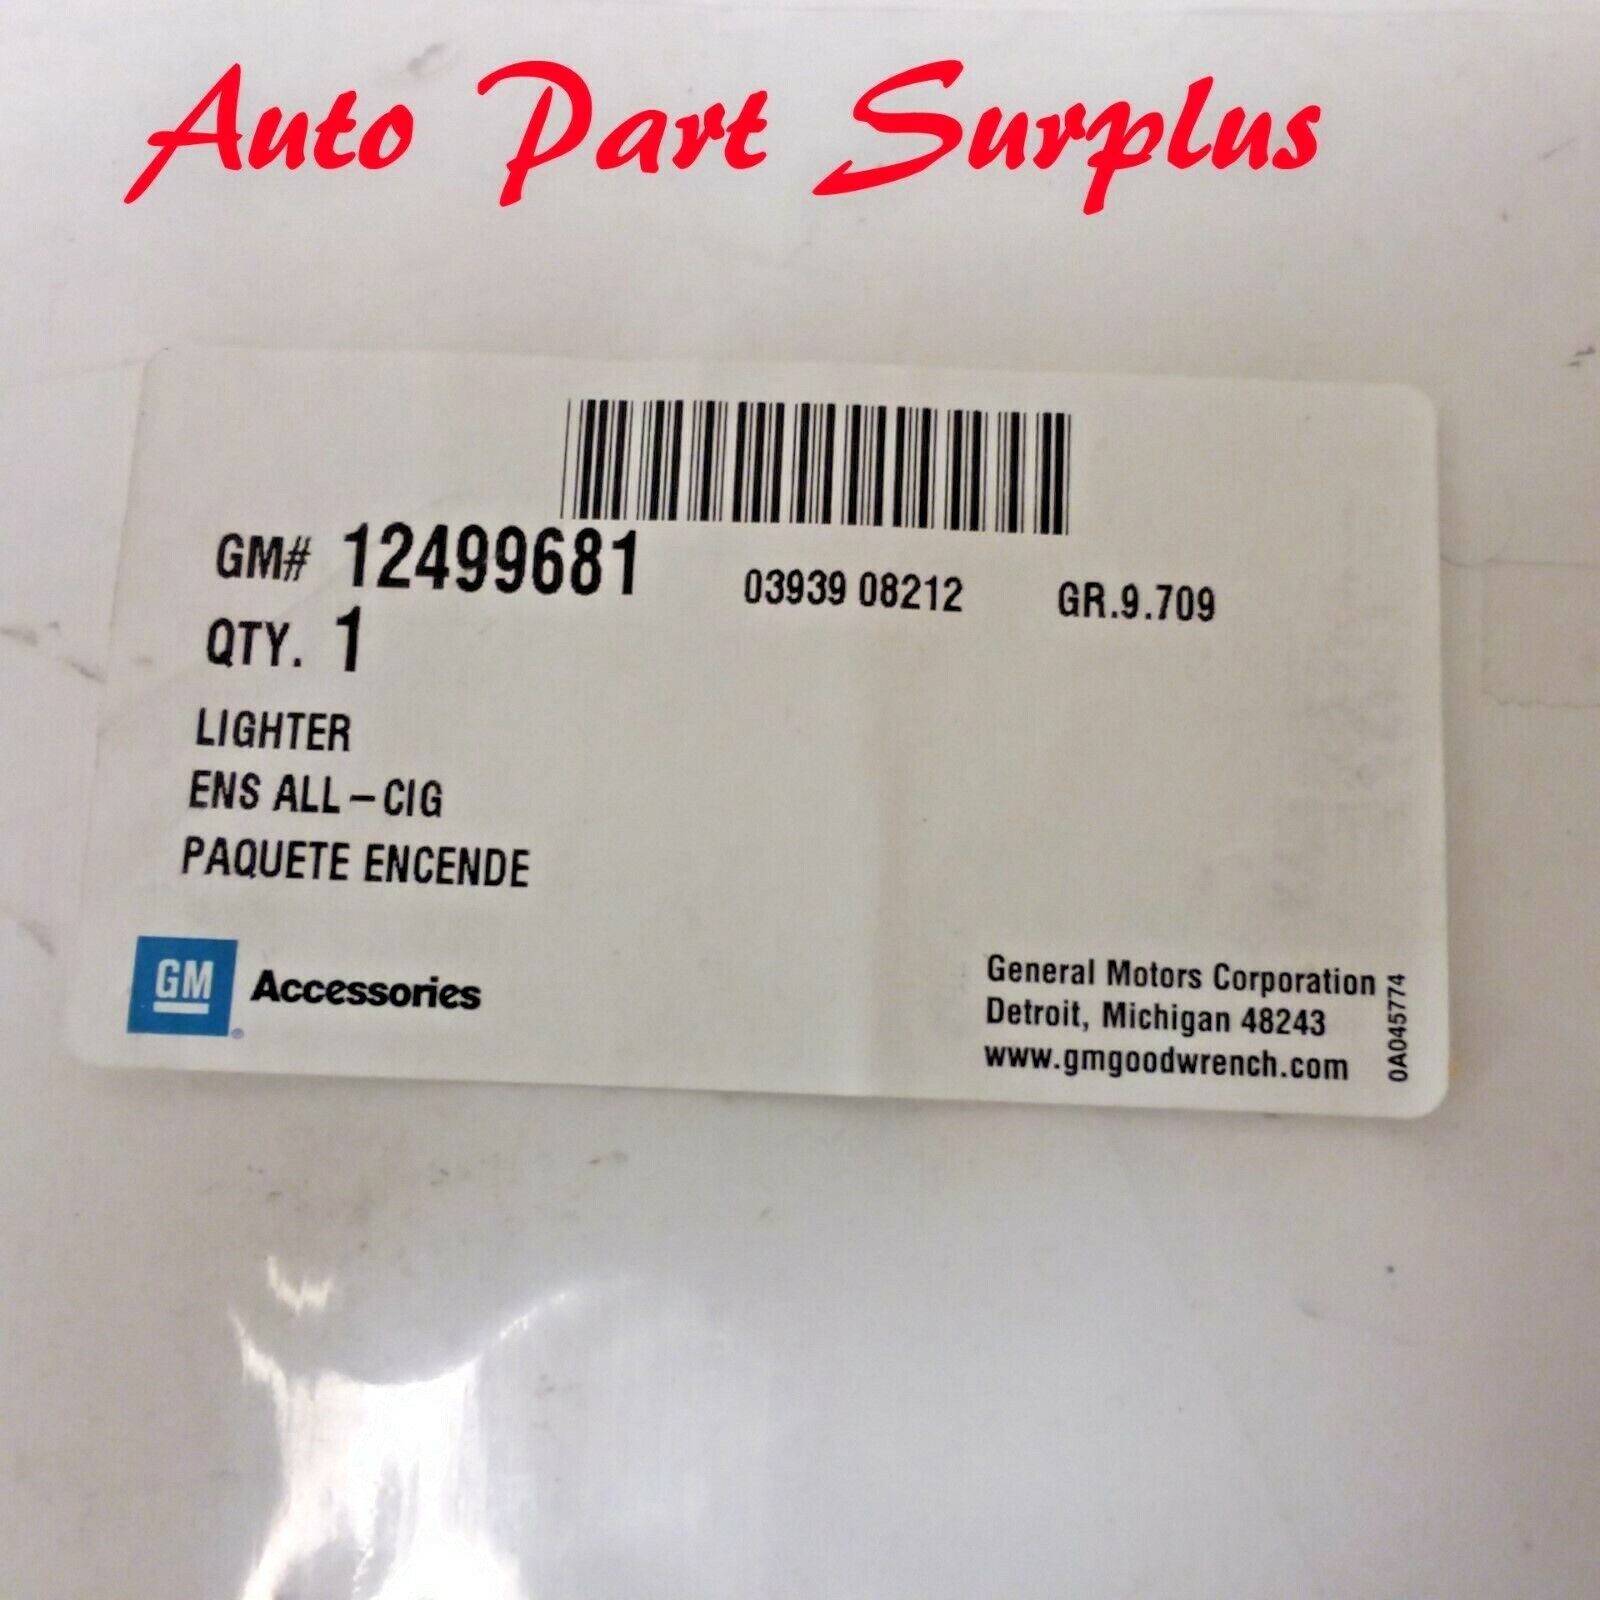 Auto Part Surplus
GM# 12499681 03939 08212 GR.9.709
QTY. 1
LIGHTER
ENS ALL-CIG
PAQUETE ENCENDE
GM Accessories
General Motors Corporation
Detroit, Michigan 48243
www.gmgoodwrench.com
0A045774